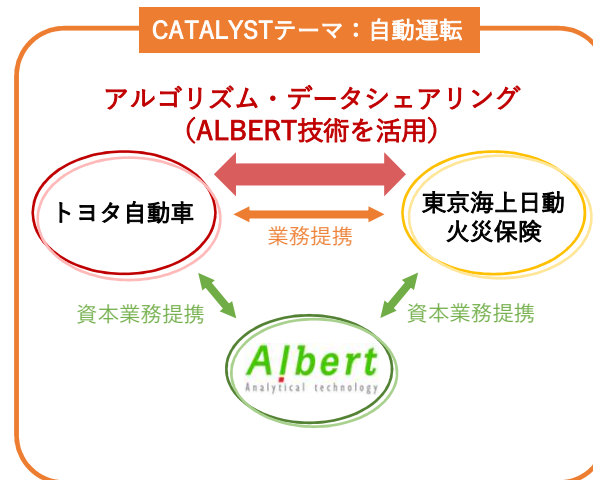 CATALYSTテーマ：自動運転
アルゴリズム・データシェアリング
（ALBERT技術を活用）
トヨタ自動車
東京海上日動
火災保険
業務提携
資本業務提携
資本業務提携
Albert
Analytical technology